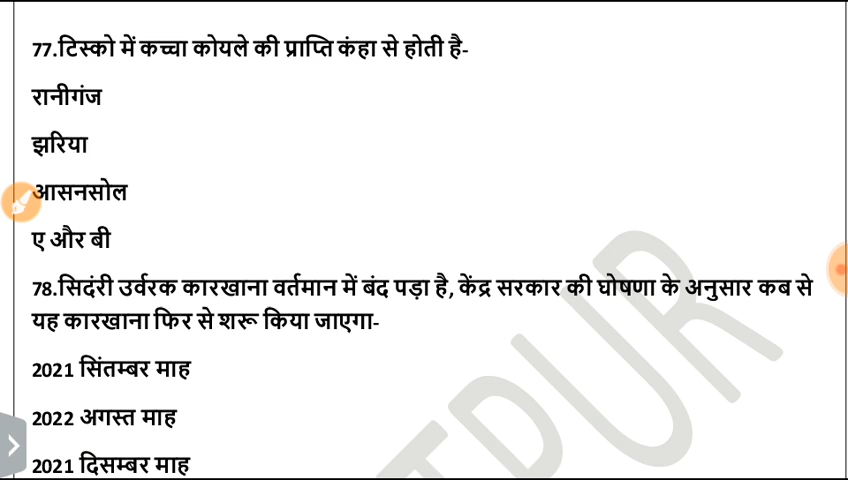 77.टिस्को में कच्चा कोयले की प्राप्ति कंहा से होती है-
रानीगंज
झरिया
आसनसोल
ए और बी
78.सिदंरी उर्वरक कारखाना वर्तमान में बंद पड़ा है, केंद्र सरकार की घोषणा के अनुसार कब से
यह कारखाना फिर से शरू किया जाएगा-
2021 सिंतम्बर माह
2022 अगस्त माह
2021 दिसम्बर माह